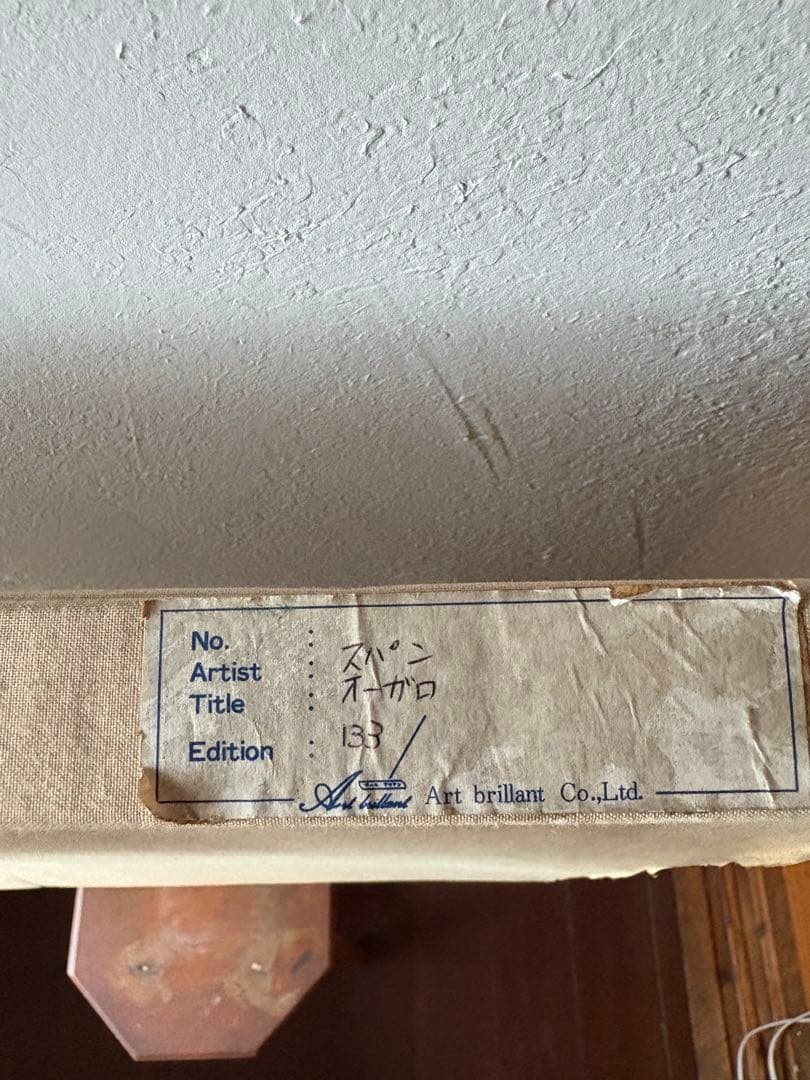 No. :
Artist : スパン
Title : オーガロ
Edition : 133/
Art brillant Art brillant Co.,Ltd.